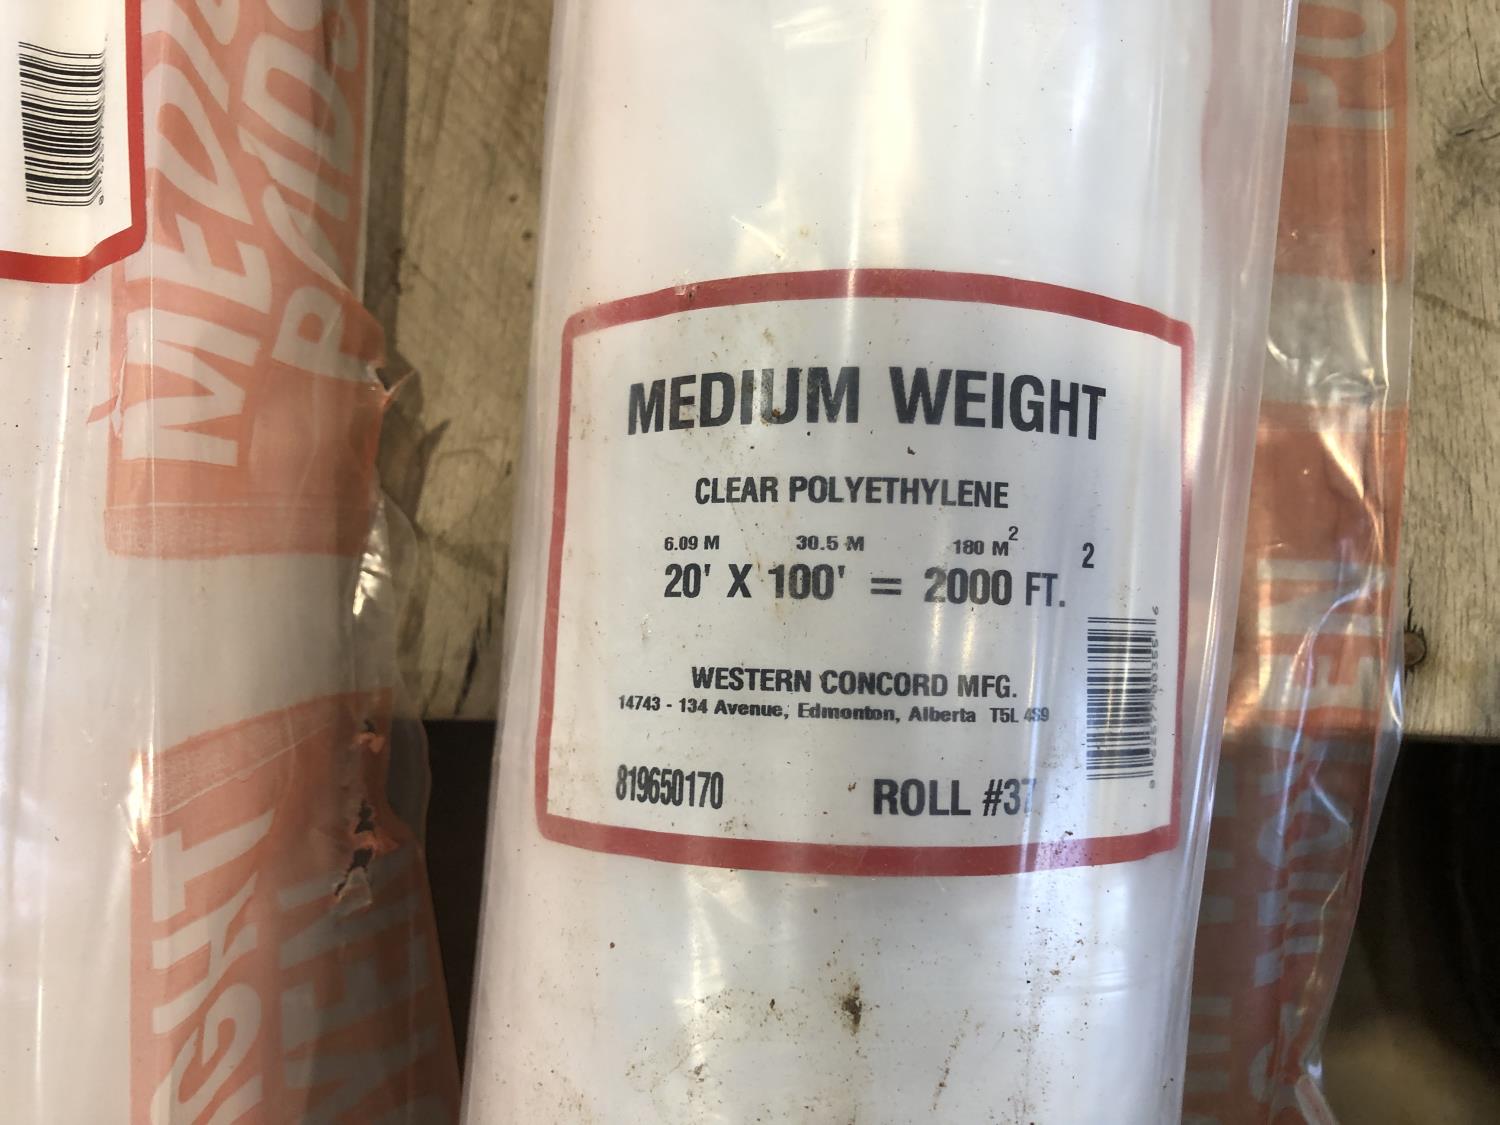 MEDIUM WEIGHT
CLEAR POLYETHYLENE
6.09 M 30.5 M 180 M²
20' X 100' = 2000 FT.²
WESTERN CONCORD MFG.
14743 - 134 Avenue, Edmonton, Alberta T5L 4S9
819650170 ROLL #37